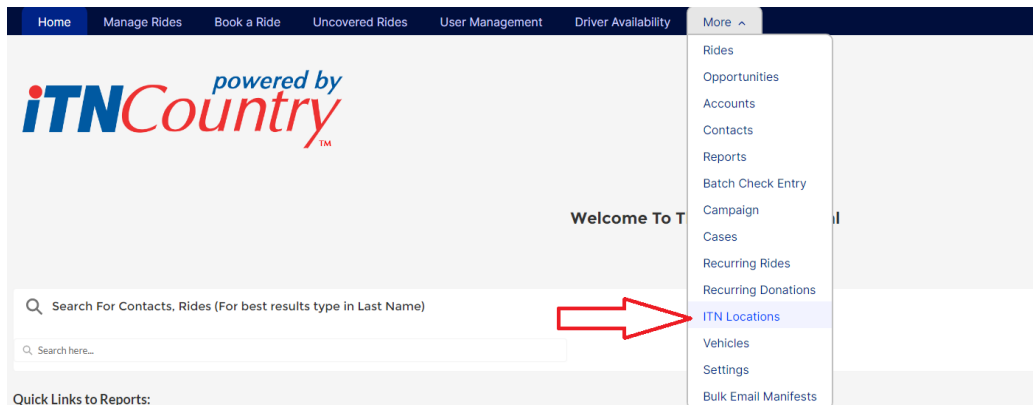 Home Manage Rides Book a Ride Uncovered Rides User Management Driver Availability More
Rides
Opportunities
Accounts
Contacts
Reports
Batch Check Entry
Campaign
Cases
Recurring Rides
Recurring Donations
ITN Locations
Vehicles
Settings
Bulk Email Manifests
powered by
iTNCountry™
Welcome To T
l
Search For Contacts, Rides (For best results type in Last Name)
Search here...
Quick Links to Reports: